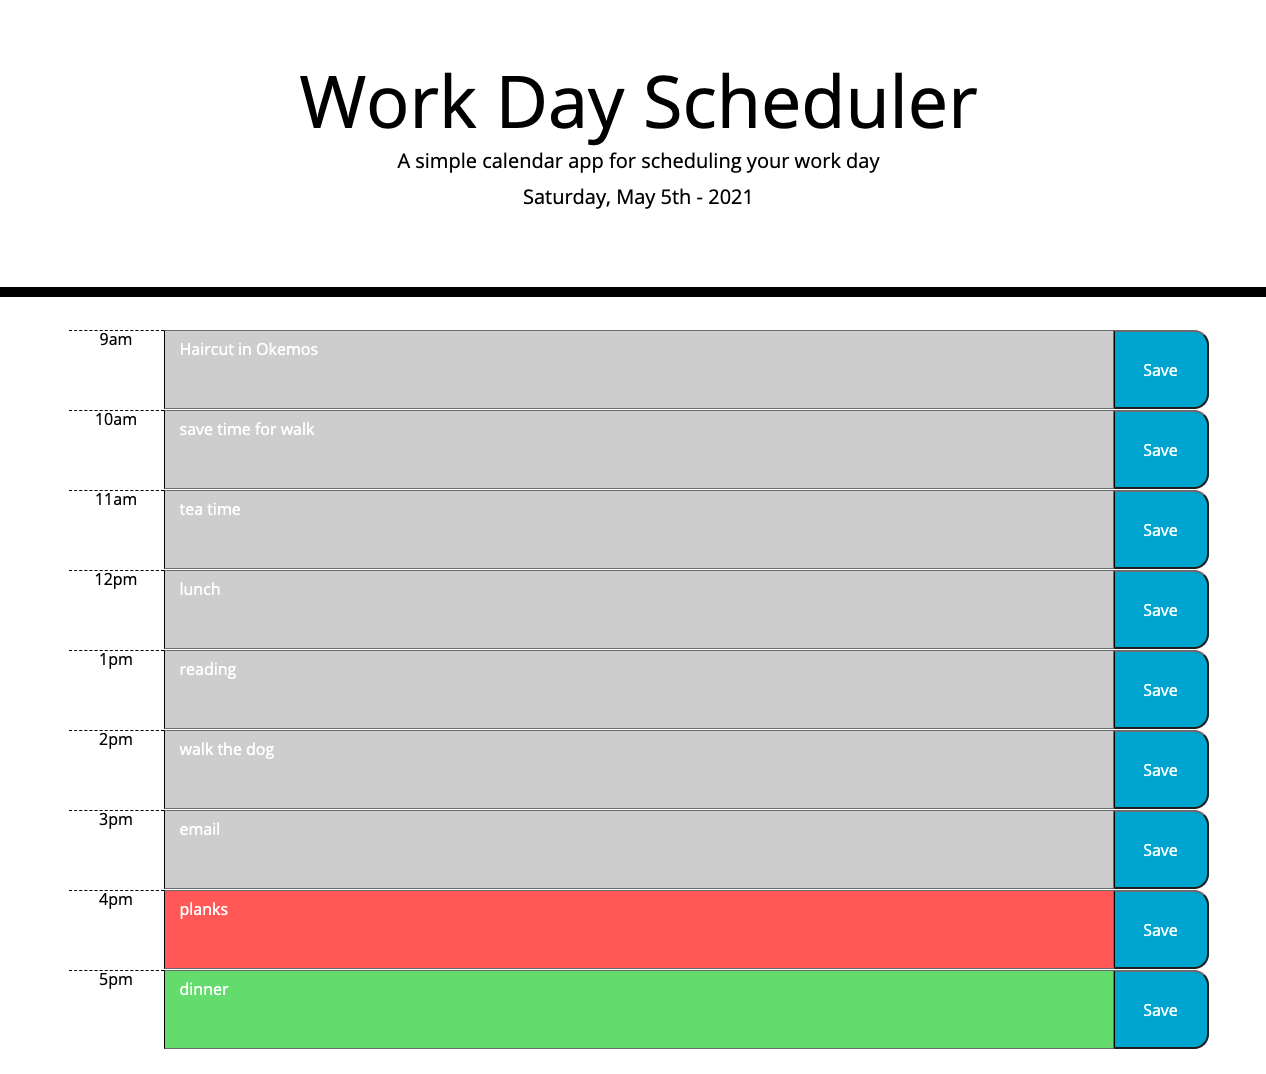 Work Day Scheduler
A simple calendar app for scheduling your work day
Saturday, May 5th - 2021
9am Haircut in Okemos Save
10am save time for walk Save
11am tea time Save
12pm lunch Save
1pm reading Save
2pm walk the dog Save
3pm email Save
4pm planks Save
5pm dinner Save